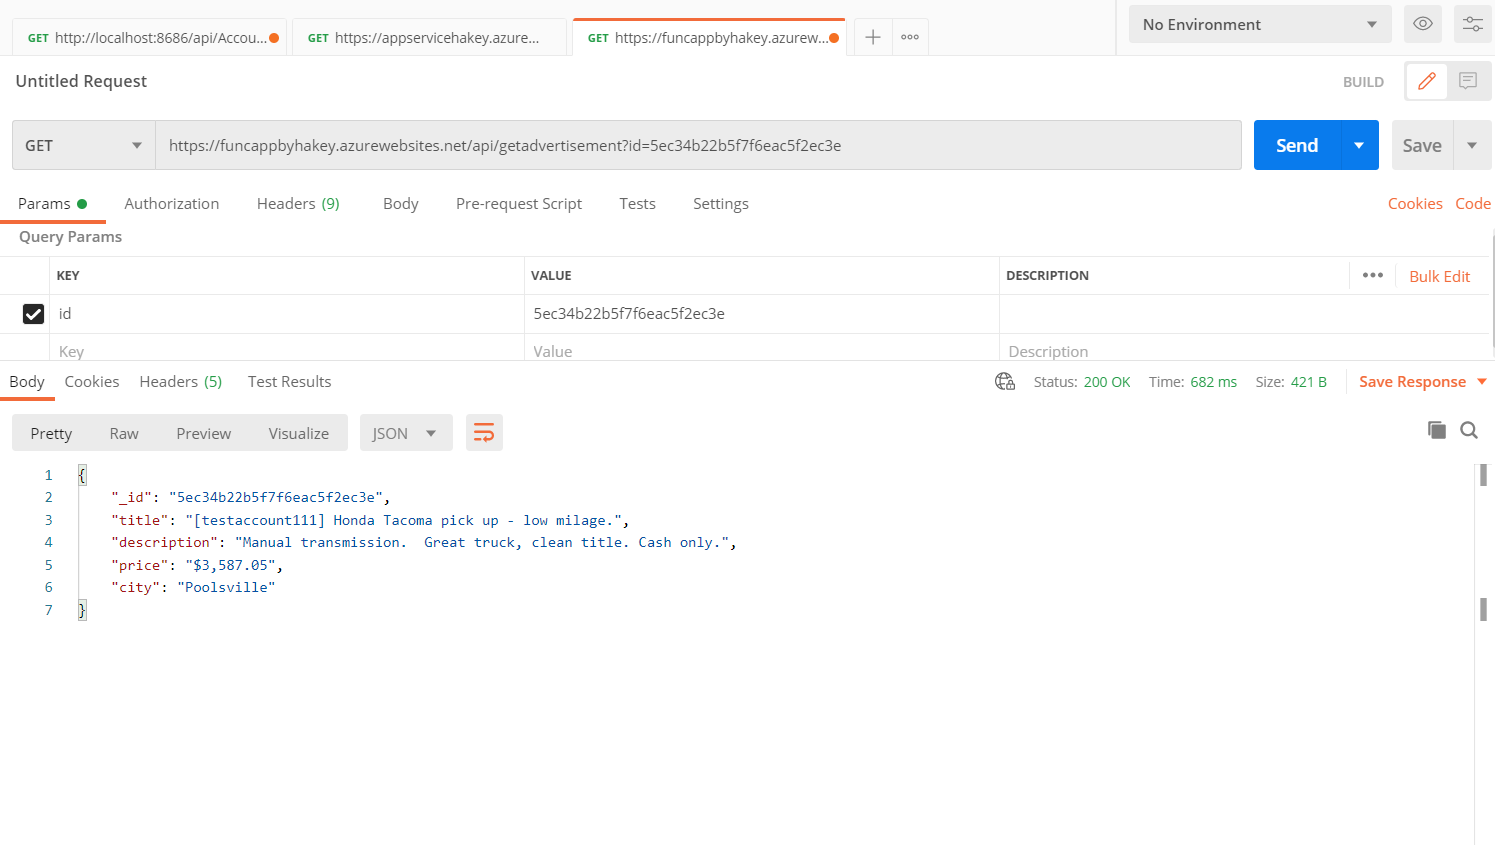 GET http://localhost:8686/api/Accou... GET https://appservicehakey.azure... GET https://funcappbyhakey.azurew... No Environment
Untitled Request BUILD
GET https://funcappbyhakey.azurewebsites.net/api/getadvertisement?id=5ec34b22b5f7f6eac5f2ec3e Send Save
Params Authorization Headers (9) Body Pre-request Script Tests Settings Cookies Code
Query Params
KEY VALUE DESCRIPTION ••• Bulk Edit
id 5ec34b22b5f7f6eac5f2ec3e
Key Value Description
Body Cookies Headers (5) Test Results Status: 200 OK Time: 682 ms Size: 421 B Save Response
Pretty Raw Preview Visualize JSON
1 {
2 "_id": "5ec34b22b5f7f6eac5f2ec3e",
3 "title": "[testaccount111] Honda Tacoma pick up - low milage.",
4 "description": "Manual transmission.  Great truck, clean title. Cash only.",
5 "price": "$3,587.05",
6 "city": "Poolsville"
7 }